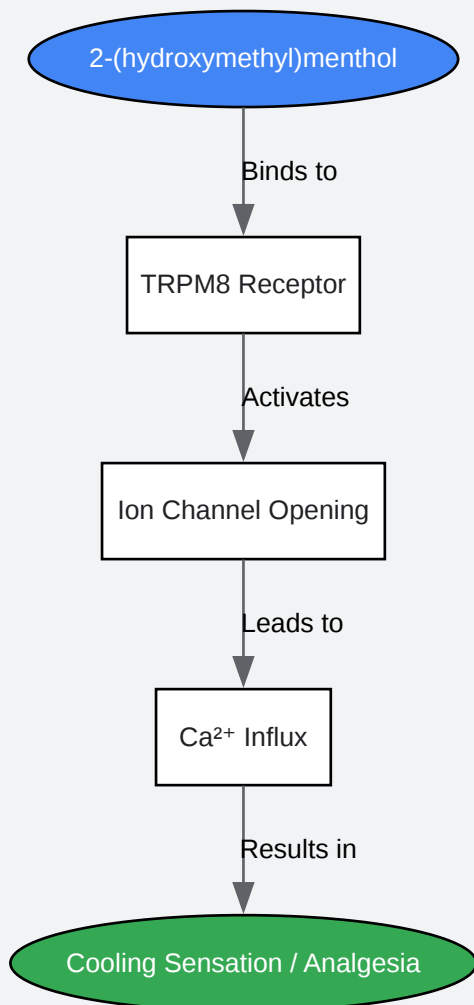 2-(hydroxymethyl)menthol
Binds to
TRPM8 Receptor
Activates
Ion Channel Opening
Leads to
Ca²⁺ Influx
Results in
Cooling Sensation / Analgesia